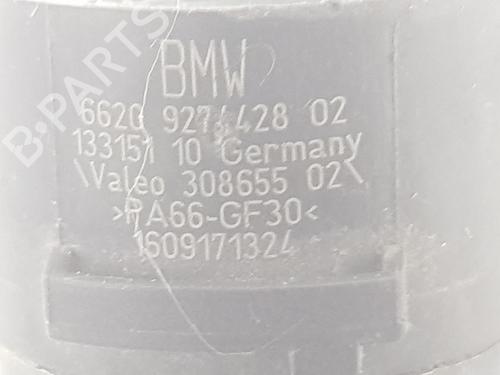 BMW
6620 9274428 02
133151 10 Germany
\Valeo 308655 02\
>PA66-GF30<
1609171324
B-PARTS